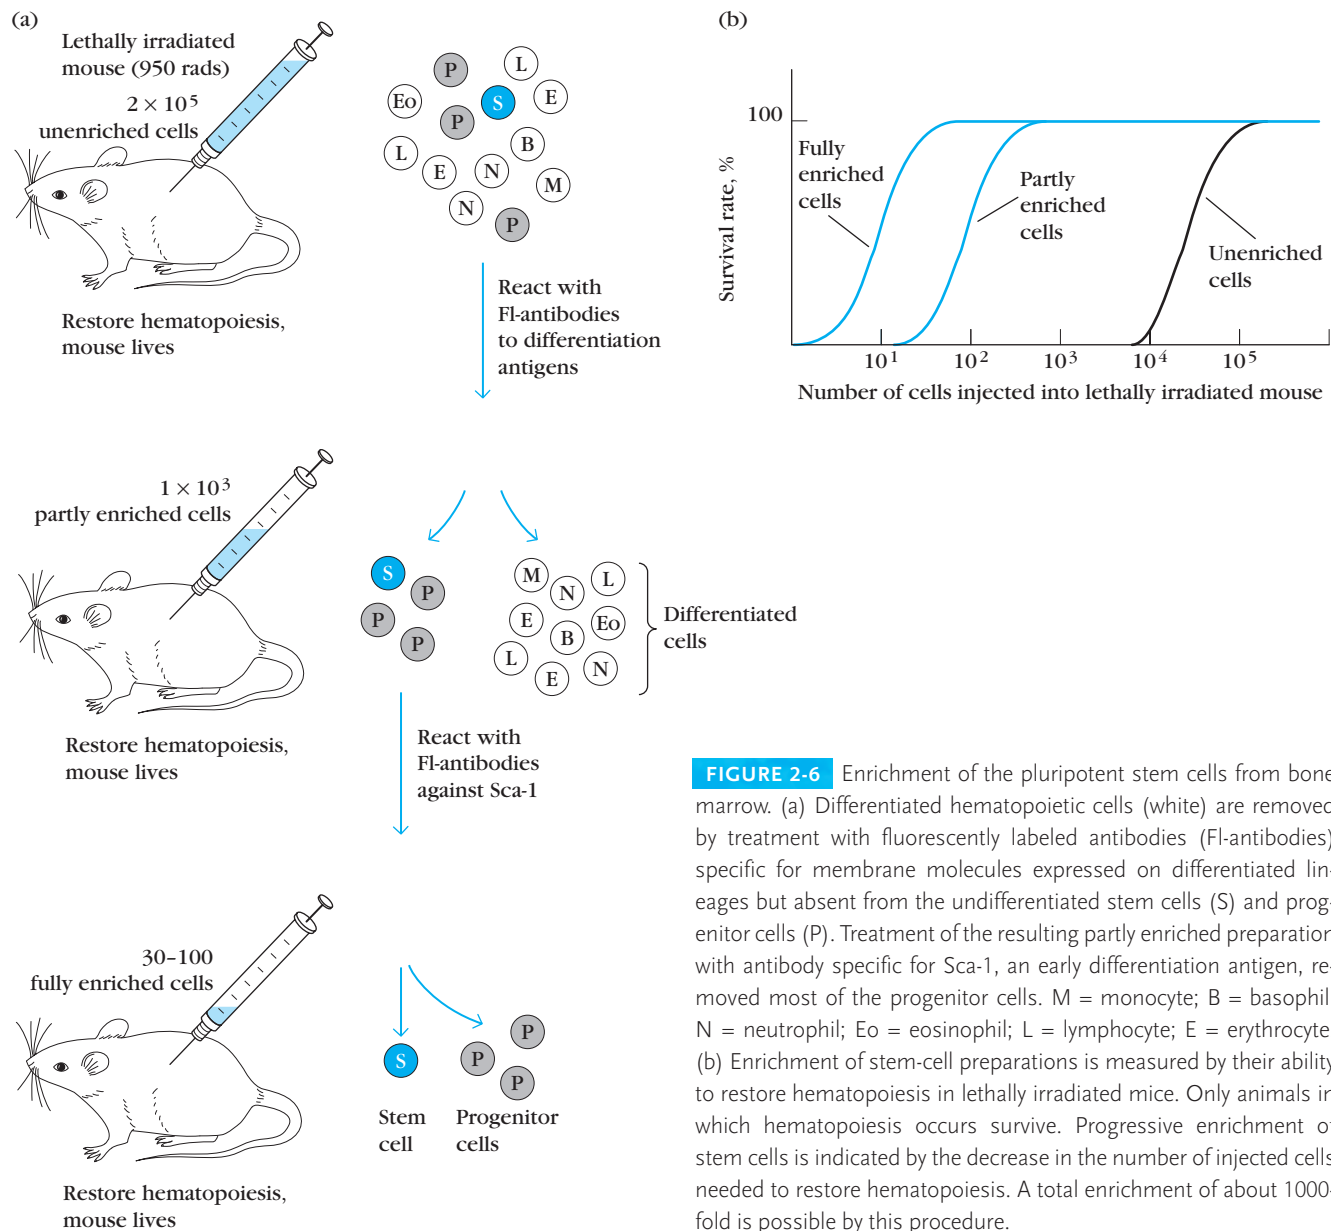 (a)
Lethally irradiated
mouse (950 rads)
2 × 10⁵
unenriched cells
Restore hematopoiesis,
mouse lives
P
L
Eo
S
E
P
L
B
E
N
M
N
P
React with
Fl-antibodies
to differentiation
antigens
1 × 10³
partly enriched cells
Restore hematopoiesis,
mouse lives
S
P
P
P
M
N
L
E
B
Eo
L
E
N
Differentiated
cells
React with
Fl-antibodies
against Sca-1
30–100
fully enriched cells
Restore hematopoiesis,
mouse lives
S
P
P
P
Stem
cell
Progenitor
cells
(b)
Survival rate, %
100
Fully
enriched
cells
Partly
enriched
cells
Unenriched
cells
10¹ 10² 10³ 10⁴ 10⁵
Number of cells injected into lethally irradiated mouse
FIGURE 2-6 Enrichment of the pluripotent stem cells from bone
marrow. (a) Differentiated hematopoietic cells (white) are removed
by treatment with fluorescently labeled antibodies (Fl-antibodies)
specific for membrane molecules expressed on differentiated lin-
eages but absent from the undifferentiated stem cells (S) and prog-
enitor cells (P). Treatment of the resulting partly enriched preparation
with antibody specific for Sca-1, an early differentiation antigen, re-
moved most of the progenitor cells. M = monocyte; B = basophil
N = neutrophil; Eo = eosinophil; L = lymphocyte; E = erythrocyte
(b) Enrichment of stem-cell preparations is measured by their ability
to restore hematopoiesis in lethally irradiated mice. Only animals in
which hematopoiesis occurs survive. Progressive enrichment of
stem cells is indicated by the decrease in the number of injected cells
needed to restore hematopoiesis. A total enrichment of about 1000-
fold is possible by this procedure.